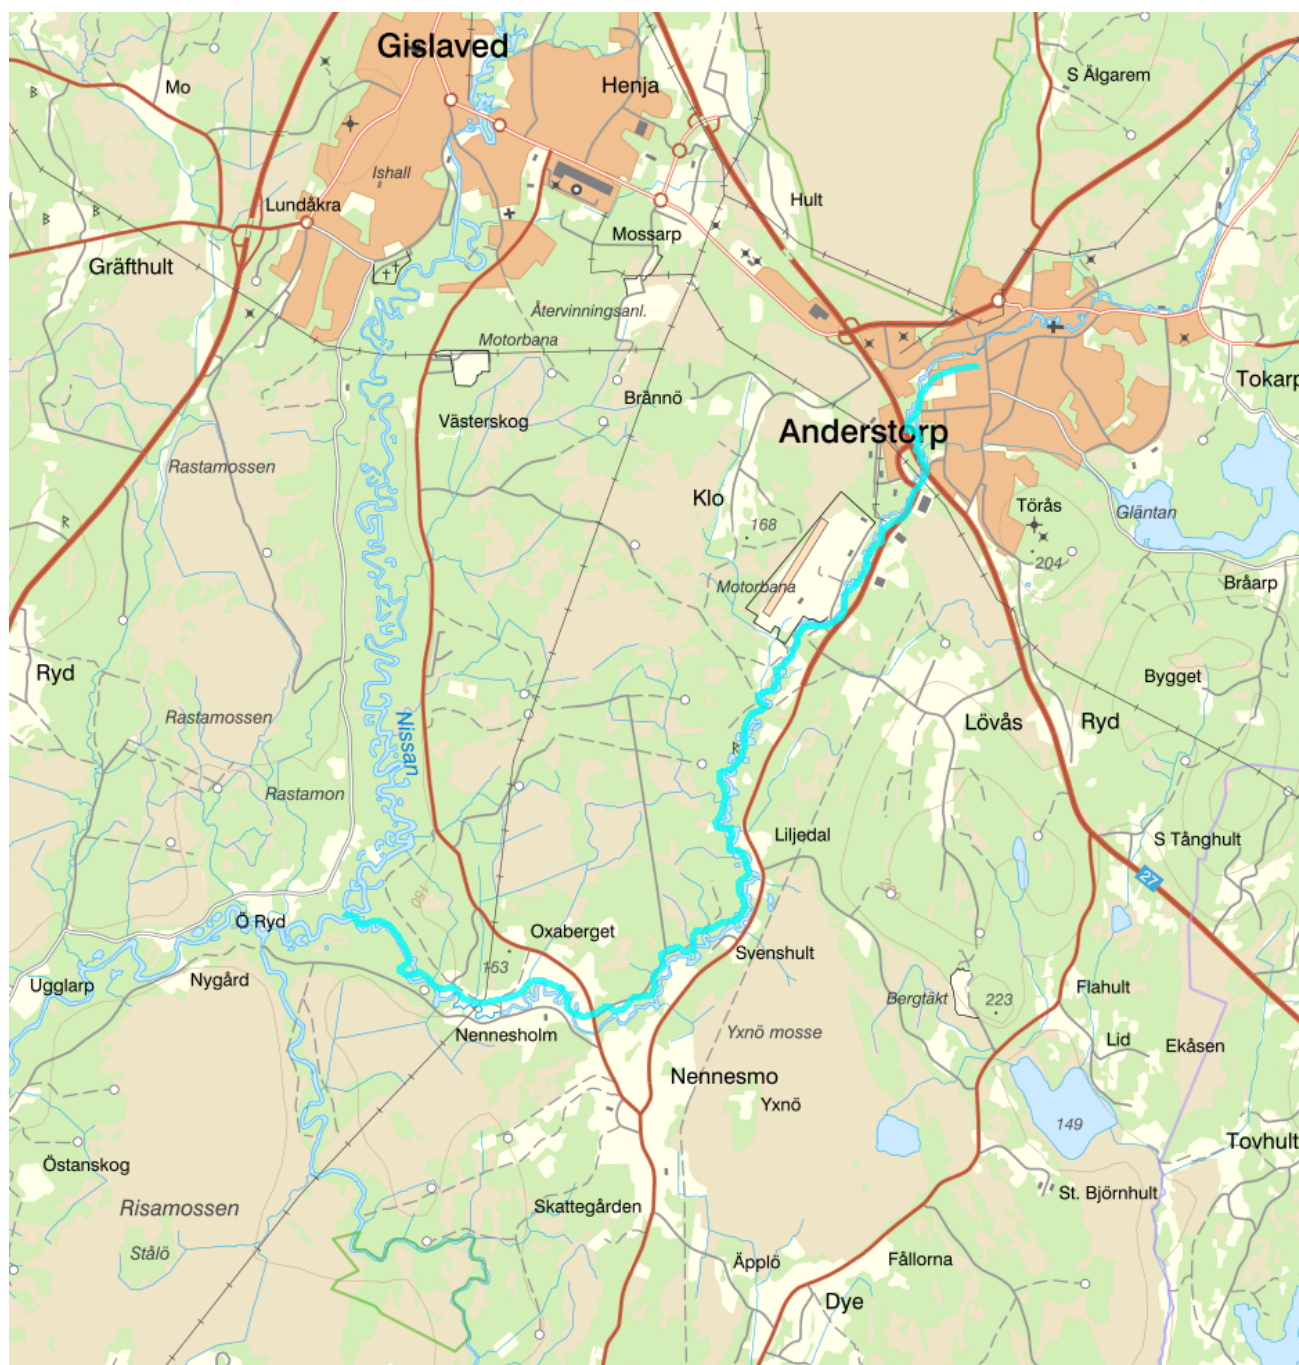 Gislaved
Henja
S Älgarem
Mo
Ishall
Hult
Lundåkra
Mossarp
Gräfthult
Återvinningsanl.
Motorbana
Tokarp
Brännö
Västerskog
Anderstorp
Rastamossen
Klo
168
Törås
Gläntan
204
Motorbana
Bråarp
Ryd
Bygget
Rastamossen
Lövås
Ryd
Nissan
R
R
Rastamon
Liljedal
S Tånghult
27
150
Ö Ryd
Oxaberget
Svenshult
153
Ugglarp
Nygård
Bergtäkt
223
Flahult
Nennesholm
Yxnö mosse
Lid
Ekåsen
Nennesmo
Yxnö
149
Tovhult
Östanskog
St. Björnhult
Risamossen
Skattegården
Stålö
Äpplö
Fållorna
Dye